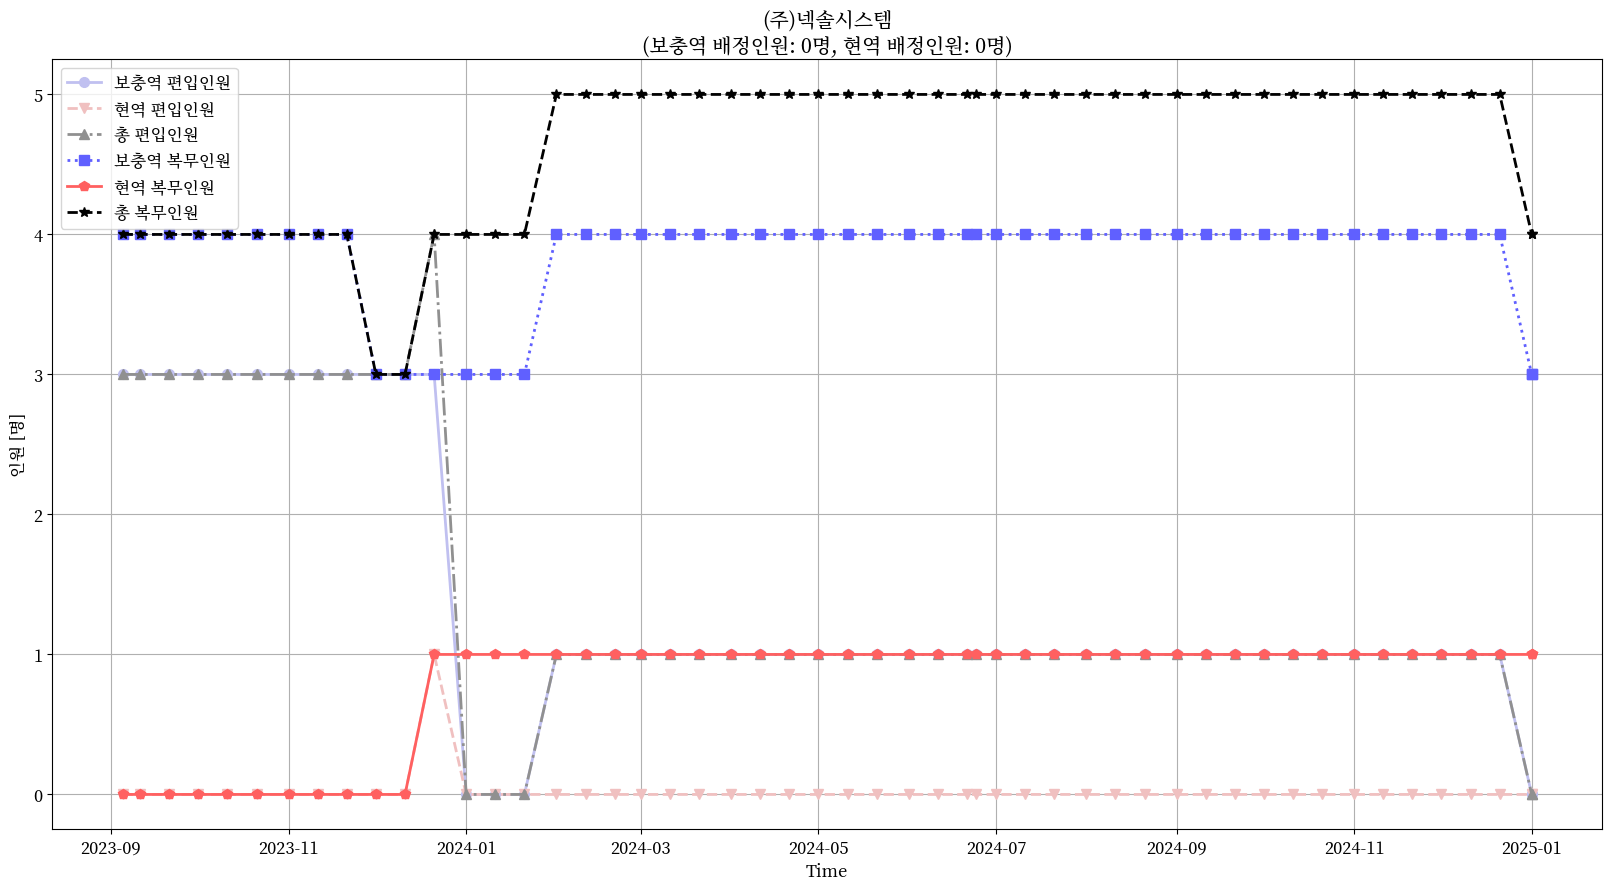 (주)넥솔시스템
(보충역 배정인원: 0명, 현역 배정인원: 0명)
보충역 편입인원
현역 편입인원
총 편입인원
보충역 복무인원
현역 복무인원
총 복무인원
인원 [명]
5
4
3
2
1
0
2023-09 2023-11 2024-01 2024-03 2024-05 2024-07 2024-09 2024-11 2025-01
Time